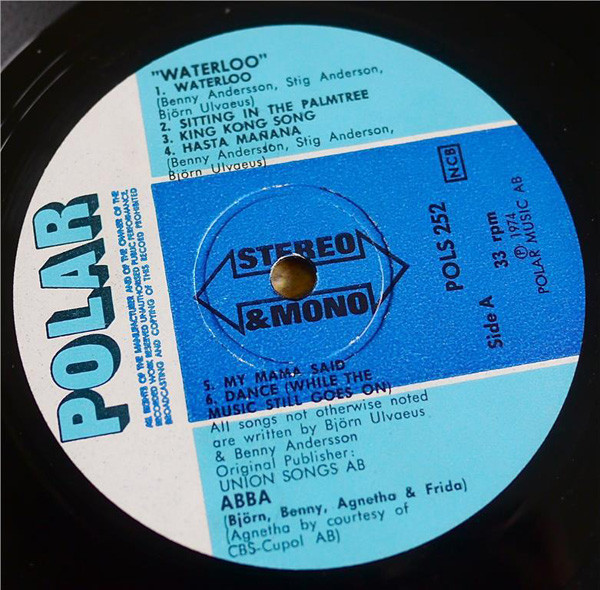 "WATERLOO"
1. WATERLOO
(Benny Andersson, Stig Anderson,
Björn Ulvaeus)
2. SITTING IN THE PALMTREE
3. KING KONG SONG
4. HASTA MAÑANA
(Benny Andersson, Stig Anderson,
Björn Ulvaeus)
POLAR
ALL RIGHTS OF THE MANUFACTURER AND OF THE OWNER OF THE
RECORDED WORK RESERVED UNAUTHORISED PUBLIC PERFORMANCE,
BROADCASTING AND COPYING OF THIS RECORD PROHIBITED
STEREO
& MONO
POLS 252
NCB
Side A
33 rpm
Ⓟ 1974
POLAR MUSIC AB
5. MY MAMA SAID
6. DANCE (WHILE THE
MUSIC STILL GOES ON)
All songs not otherwise noted
are written by Björn Ulvaeus
& Benny Andersson
Original Publisher:
UNION SONGS AB
ABBA
(Björn, Benny, Agnetha & Frida)
(Agnetha by courtesy of
CBS-Cupol AB)